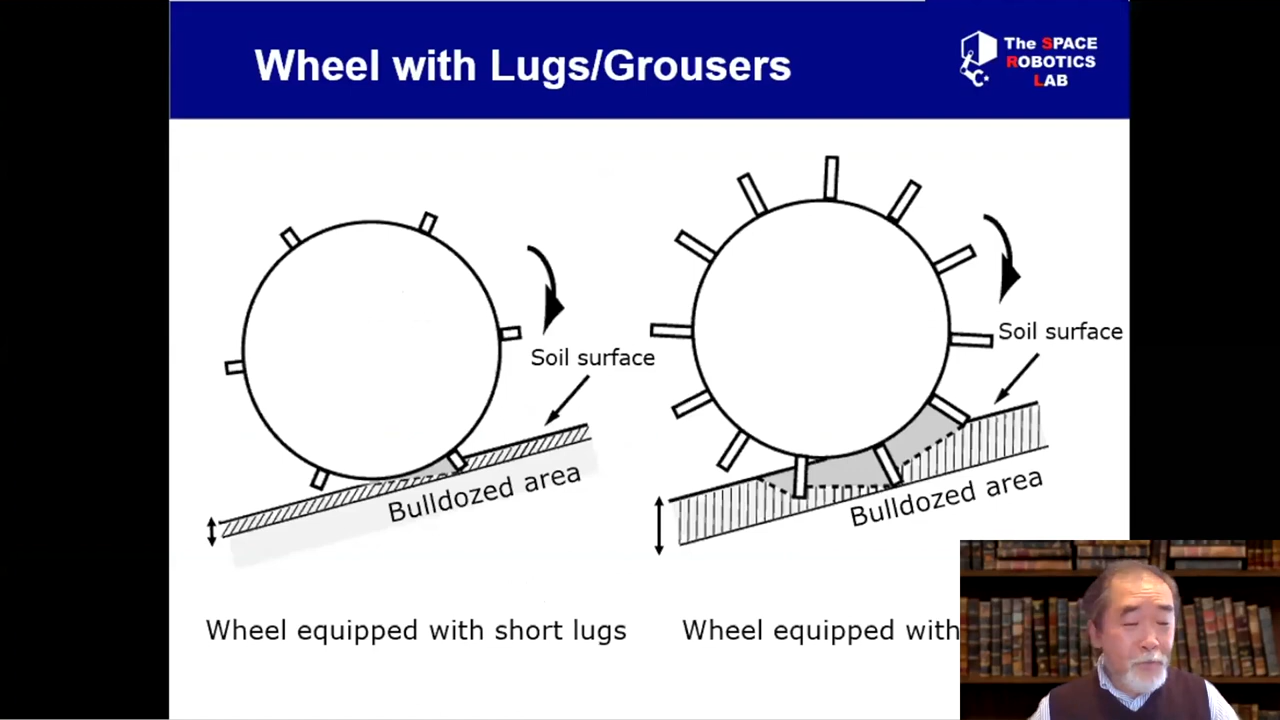 Wheel with Lugs/Grousers
The SPACE
ROBOTICS
LAB
Soil surface
Bulldozed area
Soil surface
Bulldozed area
Wheel equipped with short lugs
Wheel equipped with